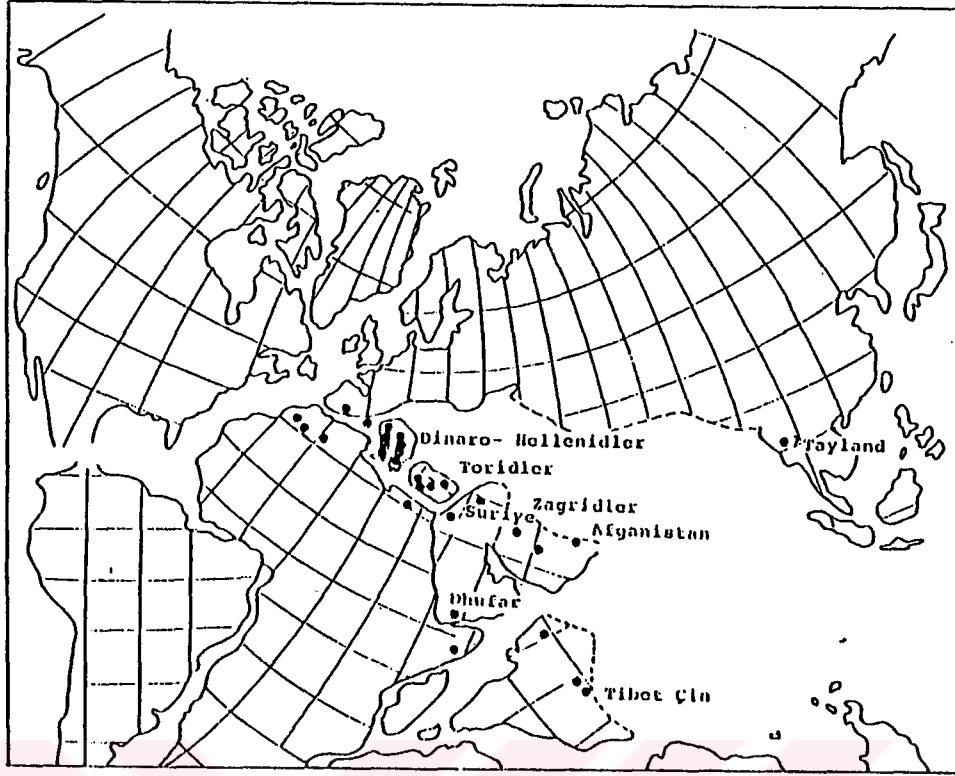 Dinaro- Hellenidler
Tayland
Toridler
Zagridler
Suriye
Afganistan
Dhufar
Tibet Çin